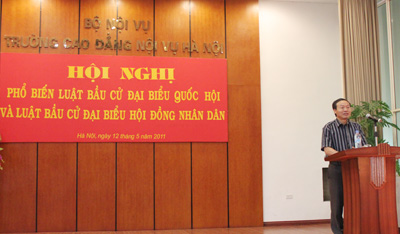 BỘ NỘI VỤ
TRƯỜNG CAO ĐẲNG NỘI VỤ HÀ NỘI
HỘI NGHỊ
PHỔ BIẾN LUẬT BẦU CỬ ĐẠI BIỂU QUỐC HỘI
VÀ LUẬT BẦU CỬ ĐẠI BIỂU HỘI ĐỒNG NHÂN DÂN
Hà Nội, ngày 12 tháng 5 năm 2011